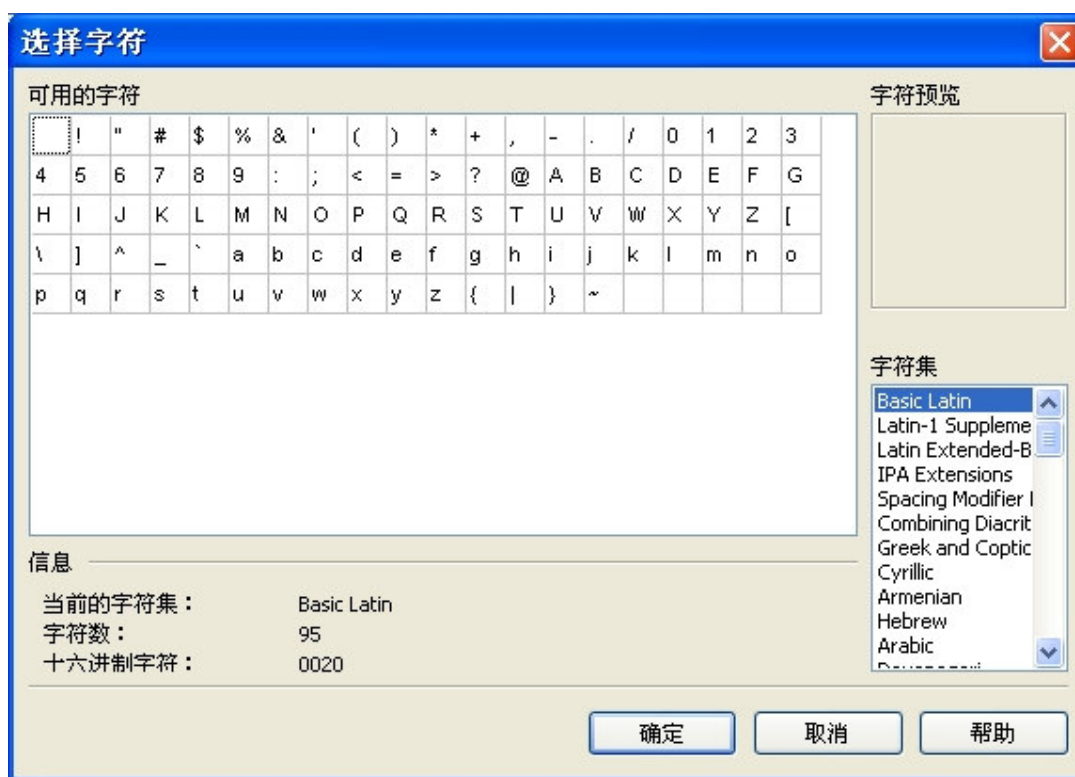 选择字符
可用的字符
! " # $ % & ' ( ) * + , - . / 0 1 2 3
4 5 6 7 8 9 : ; < = > ? @ A B C D E F G
H I J K L M N O P Q R S T U V W X Y Z [
\ ] ^ _ ` a b c d e f g h i j k l m n o
p q r s t u v w x y z { | } ~
字符预览
字符集
Basic Latin
Latin-1 Suppleme
Latin Extended-B
IPA Extensions
Spacing Modifier
Combining Diacrit
Greek and Coptic
Cyrillic
Armenian
Hebrew
Arabic
信息
当前的字符集： Basic Latin
字符数： 95
十六进制字符： 0020
确定 取消 帮助